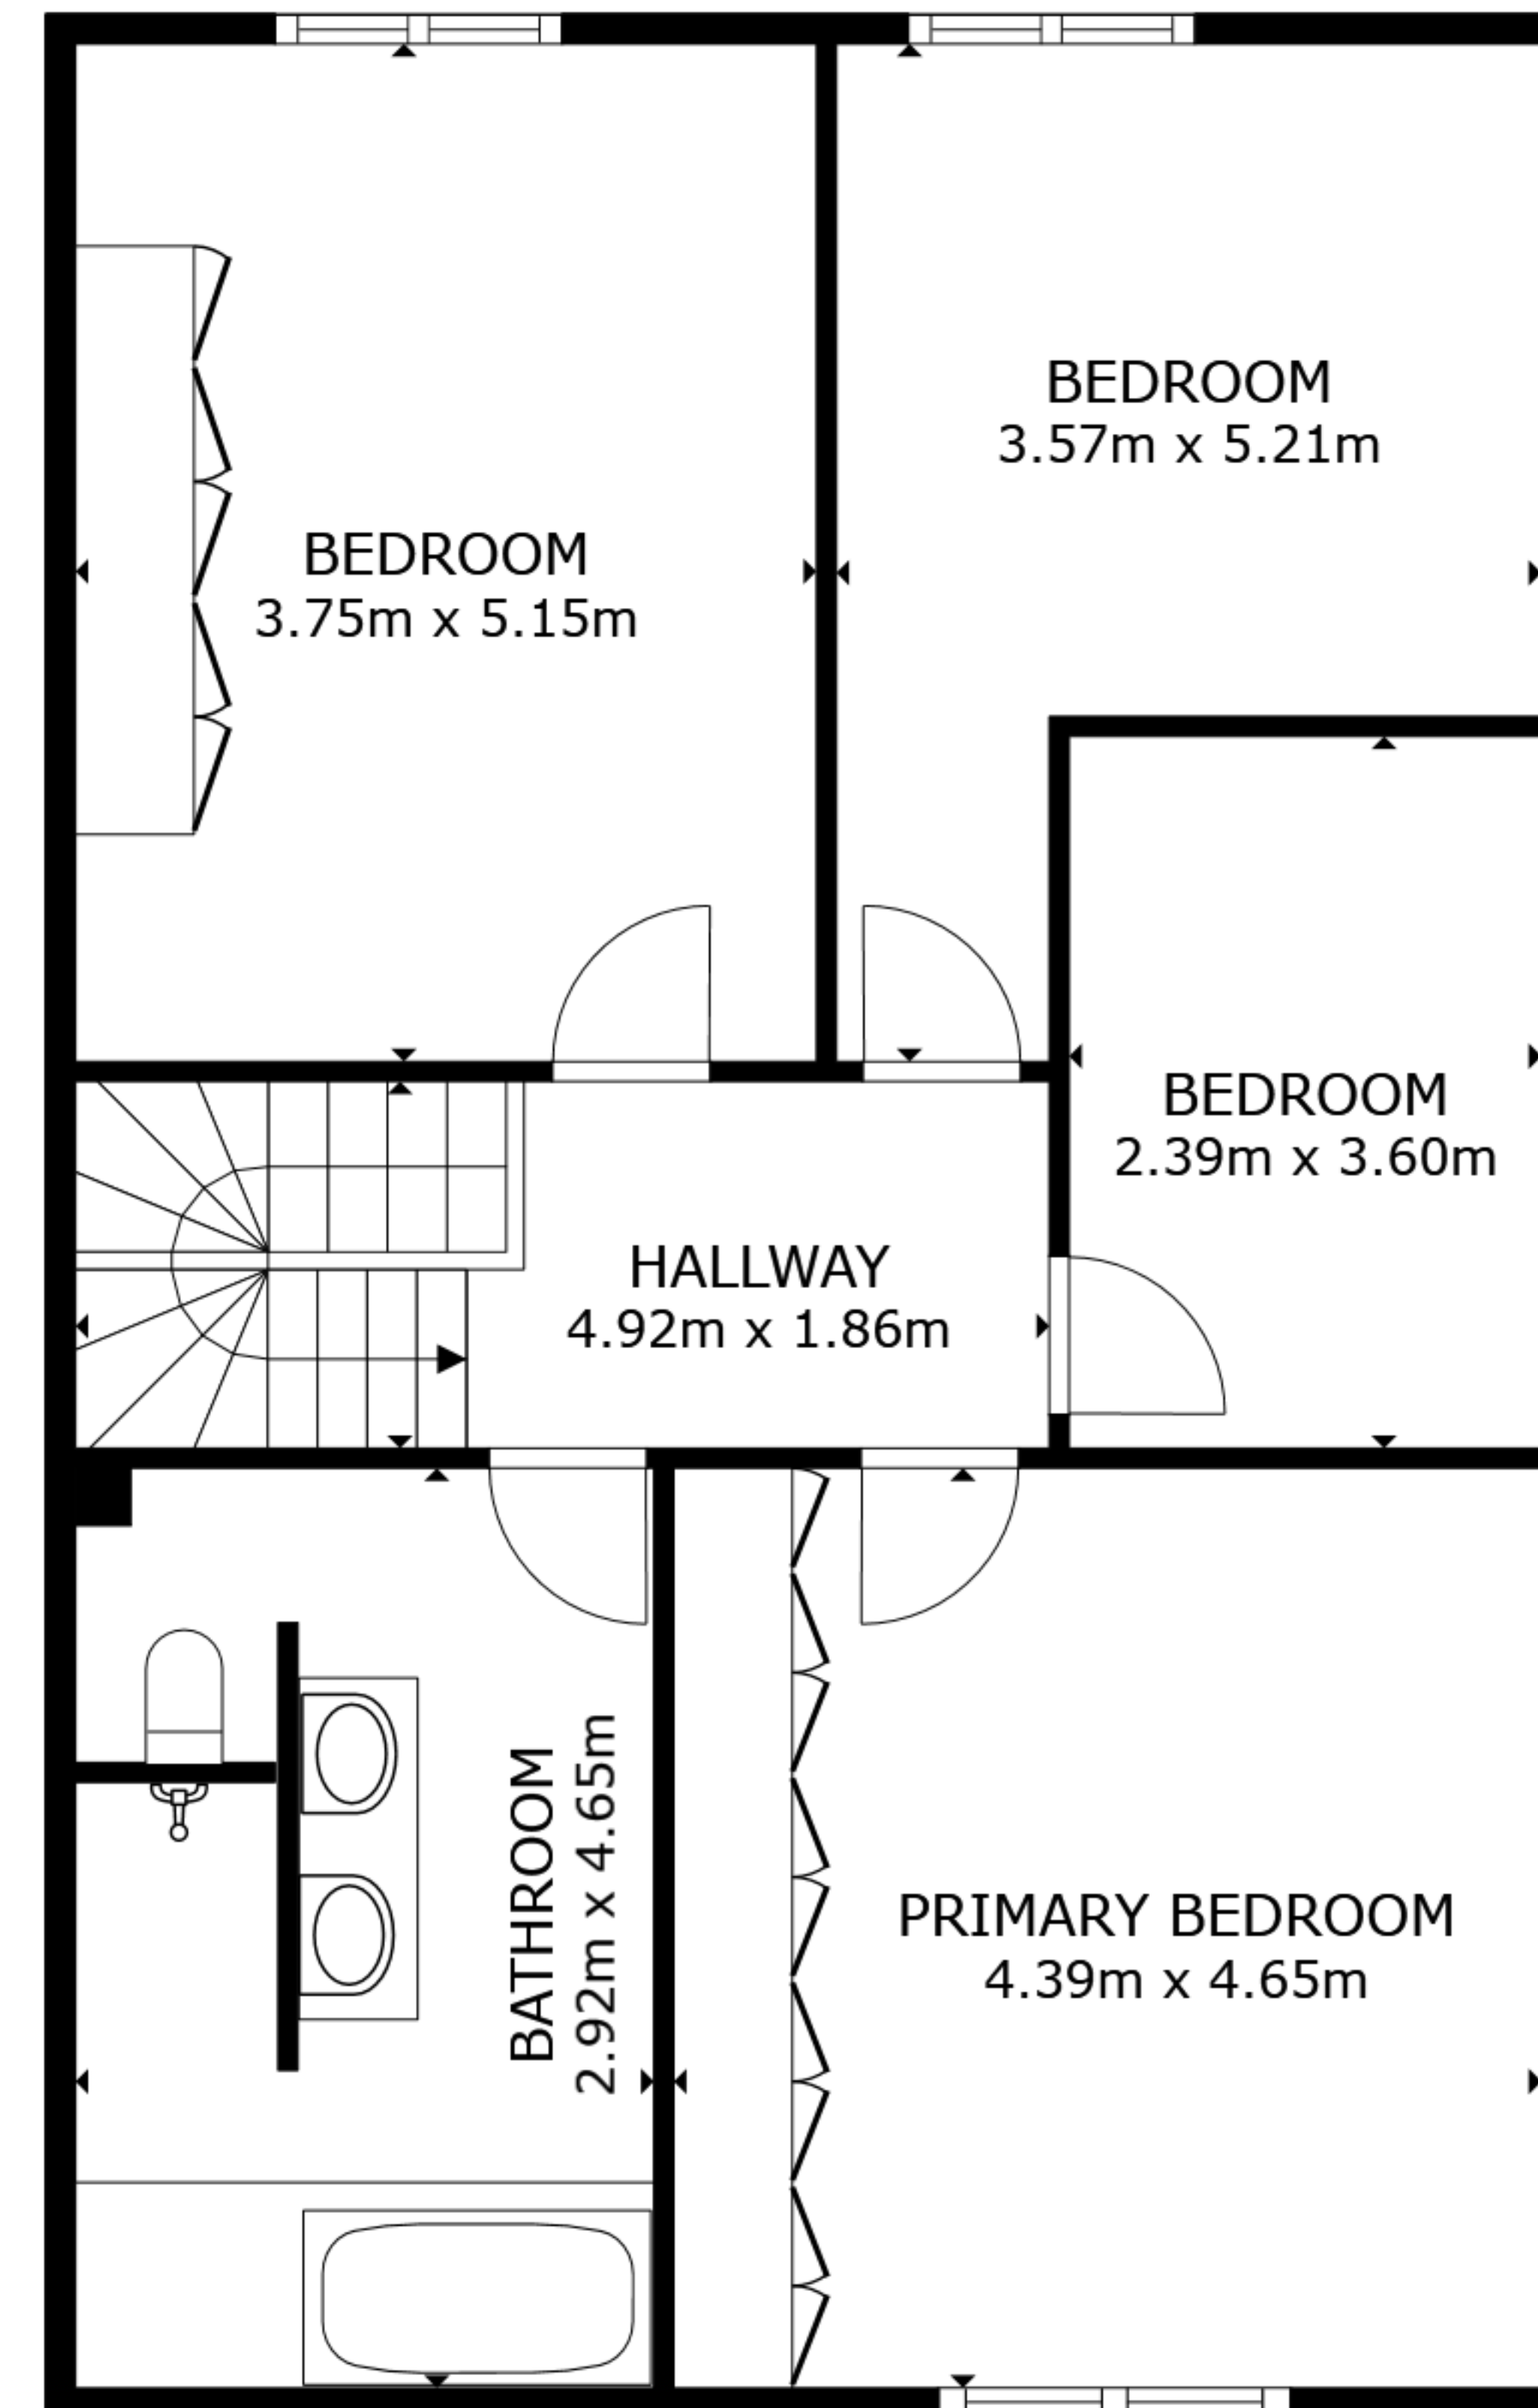 BEDROOM
3.57m x 5.21m
BEDROOM
3.75m x 5.15m
BEDROOM
2.39m x 3.60m
HALLWAY
4.92m x 1.86m
BATHROOM
2.92m x 4.65m
PRIMARY BEDROOM
4.39m x 4.65m